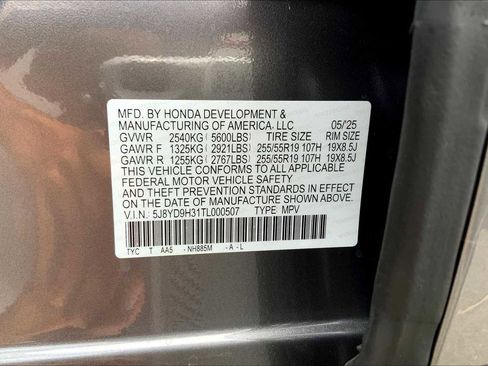 MFD. BY HONDA DEVELOPMENT &
MANUFACTURING OF AMERICA, LLC 05/'25
GVWR 2540KG( 5600LBS) TIRE SIZE RIM SIZE
GAWR F 1325KG( 2921LBS) 255/55R19 107H 19X8.5J
GAWR R 1255KG( 2767LBS) 255/55R19 107H 19X8.5J
THIS VEHICLE CONFORMS TO ALL APPLICABLE
FEDERAL MOTOR VEHICLE SAFETY
AND THEFT PREVENTION STANDARDS IN EFFECT
ON THE DATE OF MANUFACTURE SHOWN ABOVE.
V.I.N.: 5J8YD9H31TL000507 TYPE: MPV
TYC T AA5 -NH885M -A-L